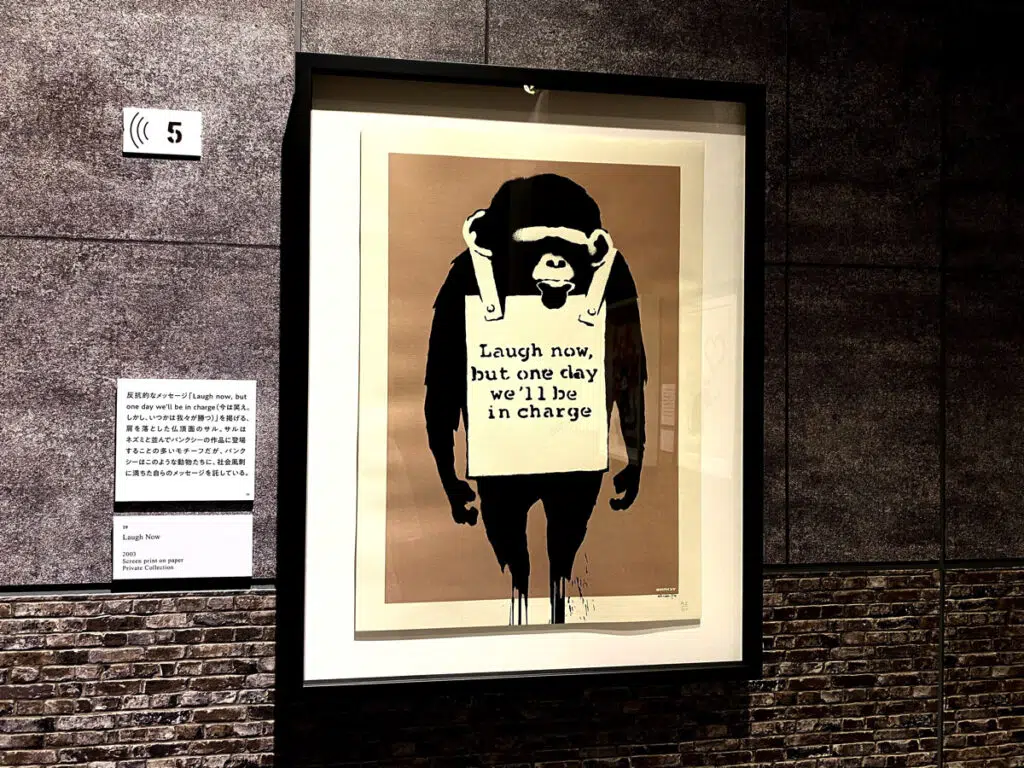 5
Laugh now,
but one day
we'll be
in charge
反抗的なメッセージ「Laugh now, but
one day we'll be in charge(今は笑え。
しかし、いつかは我々が勝つ)」を掲げる、
肩を落とした仏頂面のサル。サルは
ネズミと並んでバンクシーの作品に登場
することの多いモチーフだが、バンク
シーはこのような動物たちに、社会風刺
に満ちた自らのメッセージを託している。
Laugh Now
2003
Screen print on paper
Private Collection
BANKSY